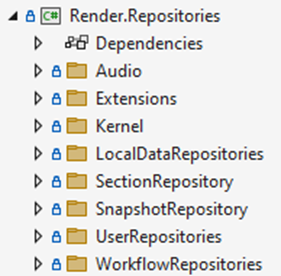 C# Render.Repositories
Dependencies
Audio
Extensions
Kernel
LocalDataRepositories
SectionRepository
SnapshotRepository
UserRepositories
WorkflowRepositories